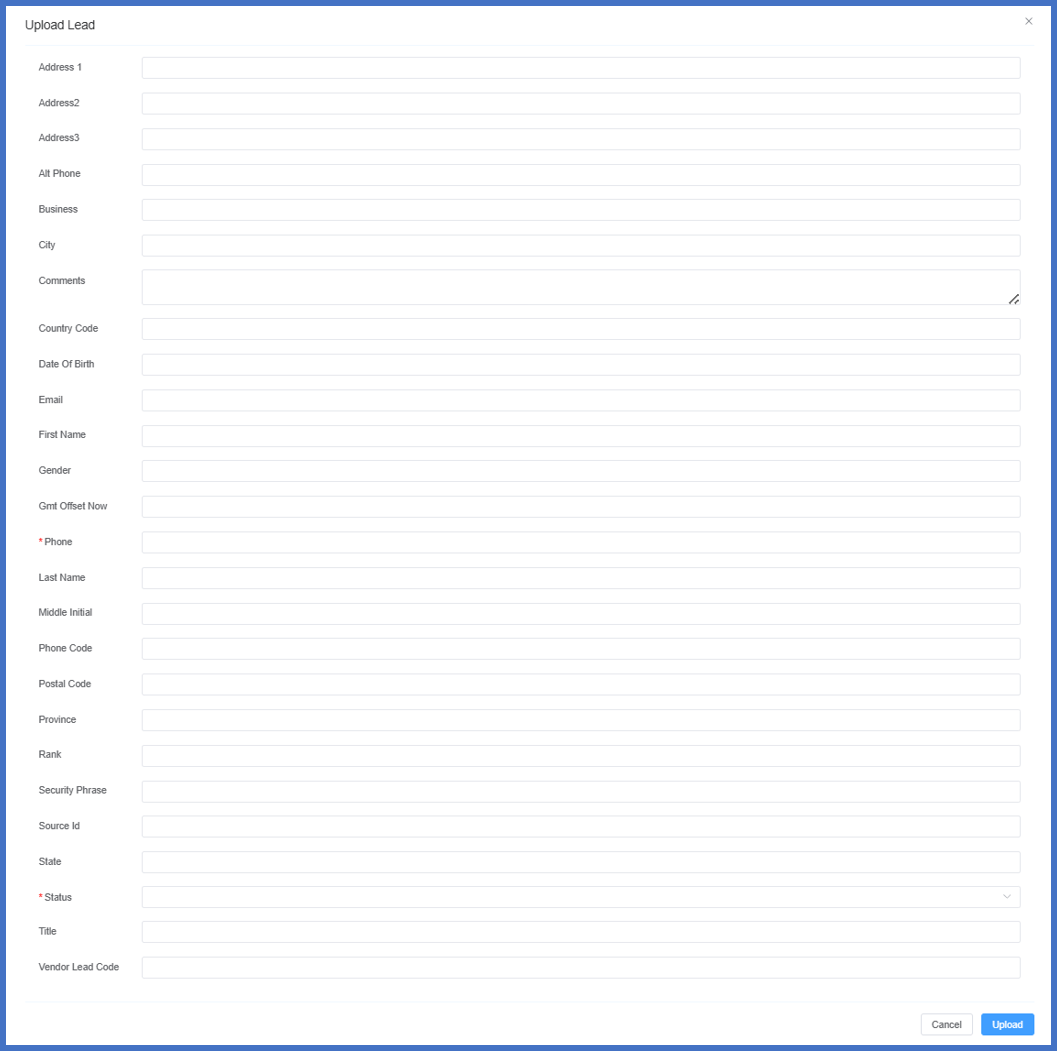 Upload Lead
Address 1
Address2
Address3
Alt Phone
Business
City
Comments
Country Code
Date Of Birth
Email
First Name
Gender
Gmt Offset Now
* Phone
Last Name
Middle Initial
Phone Code
Postal Code
Province
Rank
Security Phrase
Source Id
State
* Status
Title
Vendor Lead Code
Cancel Upload